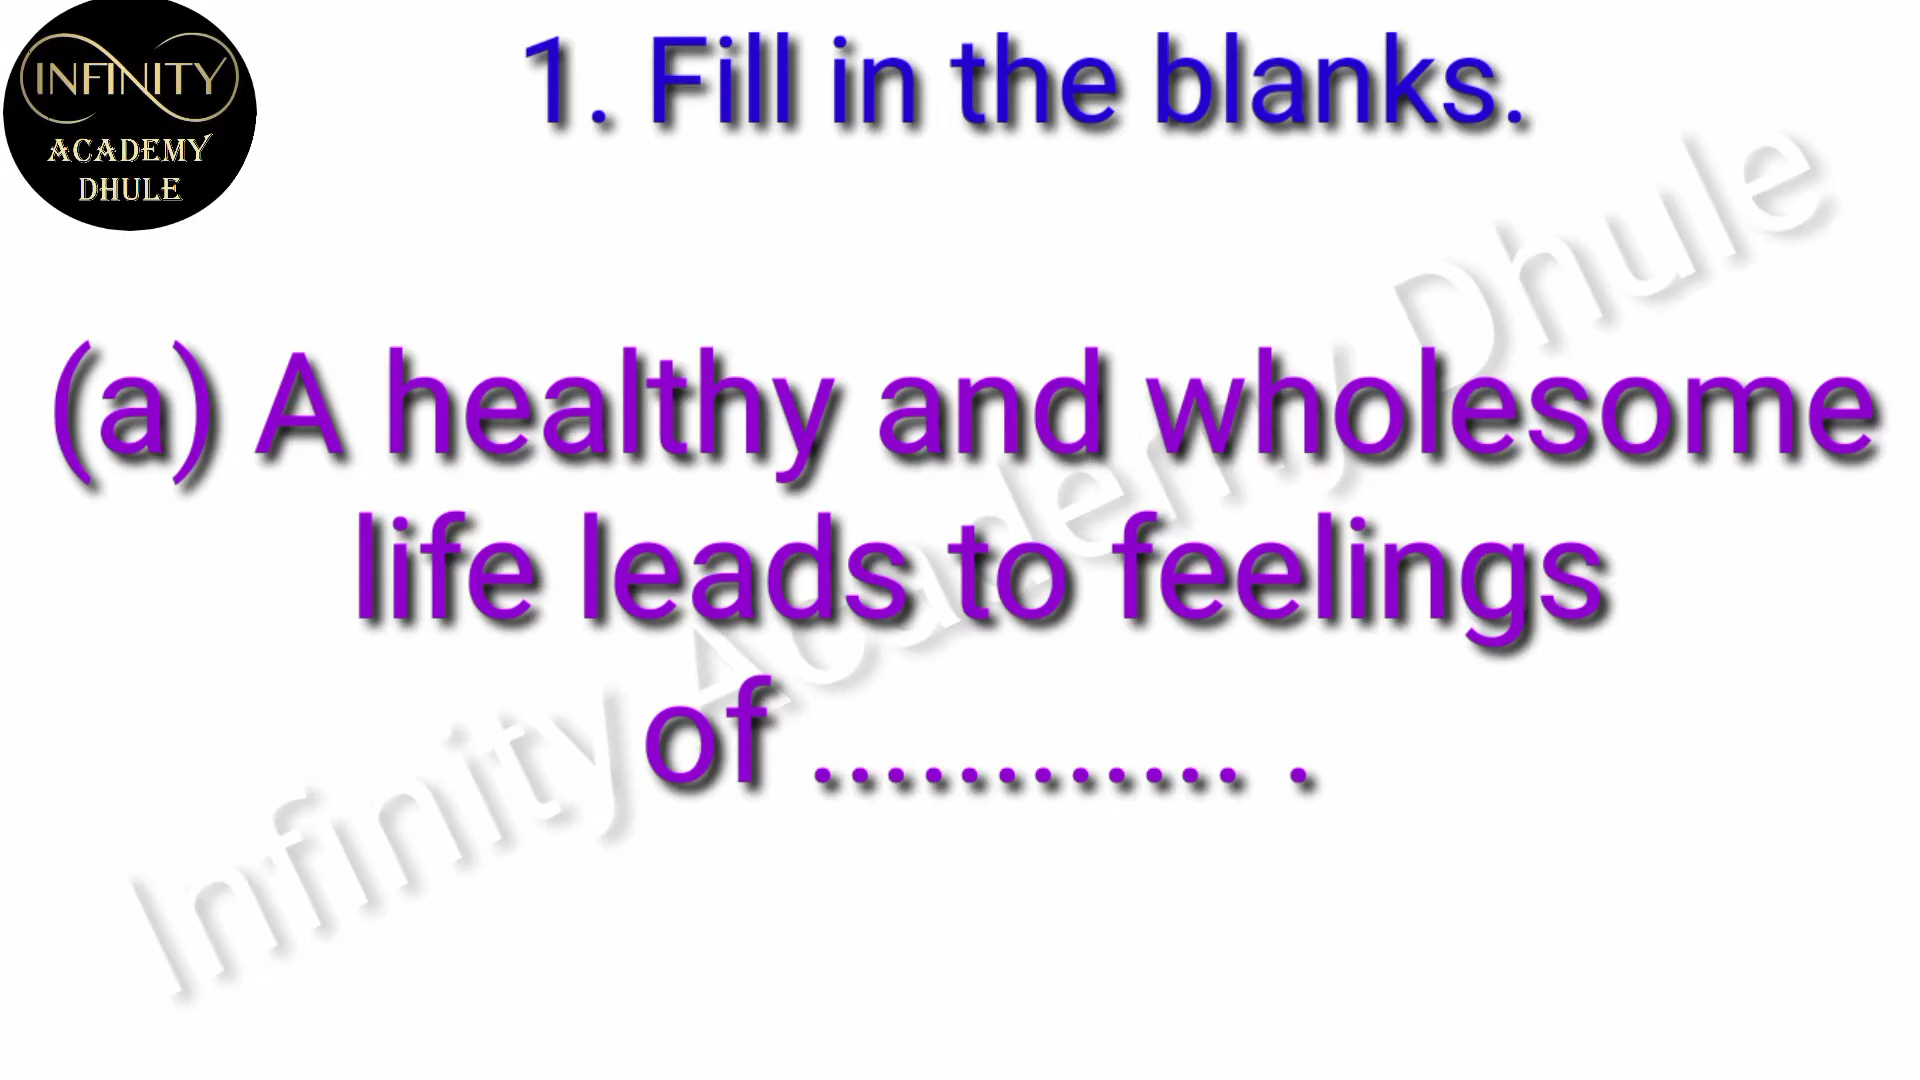 INFINITY
ACADEMY
DHULE
1. Fill in the blanks.
(a) A healthy and wholesome
life leads to feelings
of ............ .
Infinity Academy Dhule